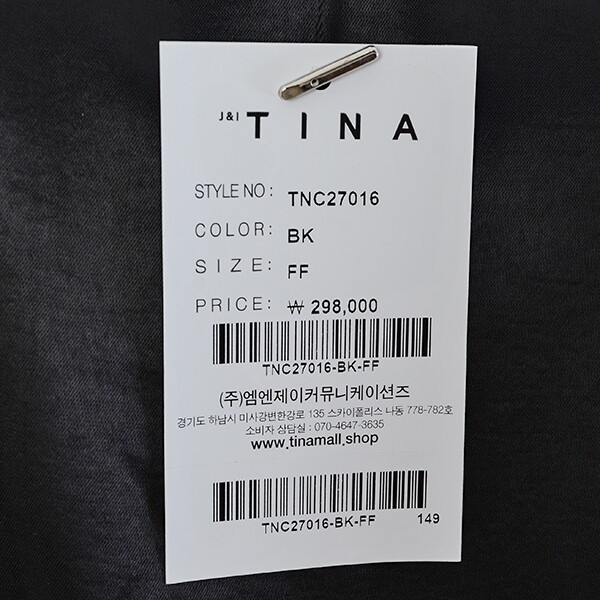 J&I TINA
STYLE NO: TNC27016
COLOR: BK
SIZE: FF
PRICE: ₩ 298,000
TNC27016-BK-FF
(주)엠엔제이커뮤니케이션즈
경기도 하남시 미사강변한강로 135 스카이폴리스 나동 778-782호
소비자 상담실 : 070-4647-3635
www.tinamall.shop
TNC27016-BK-FF 149